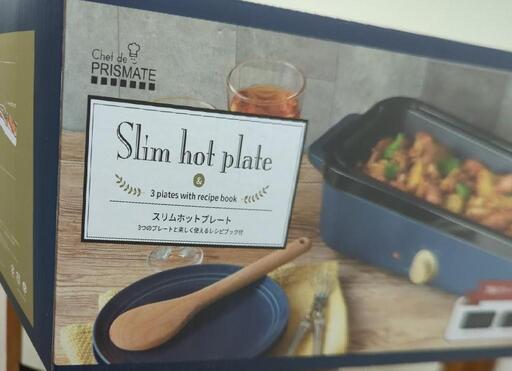 Chef de
PRISMATE
Slim hot plate
&
3 plates with recipe book
スリムホットプレート
3つのプレートと楽しく使えるレシピブック付